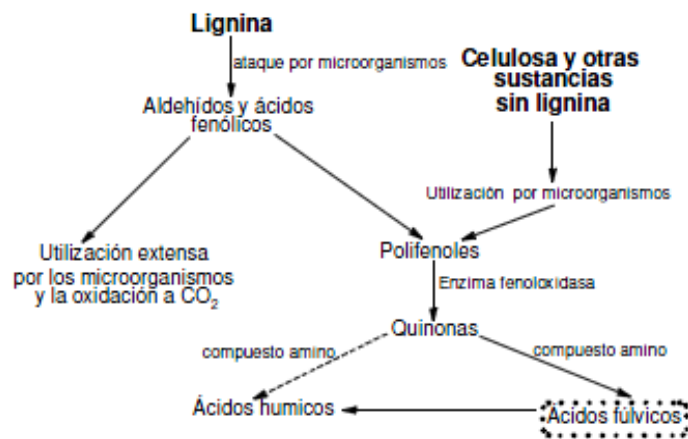 Lignina
ataque por microorganismos
Celulosa y otras
sustancias
sin lignina
Aldehídos y ácidos
fenólicos
Utilización por microorganismos
Utilización extensa
por los microorganismos
y la oxidación a CO₂
Polifenoles
Enzima fenoloxidasa
Quinonas
compuesto amino
compuesto amino
Ácidos humicos
Ácidos fúlvicos